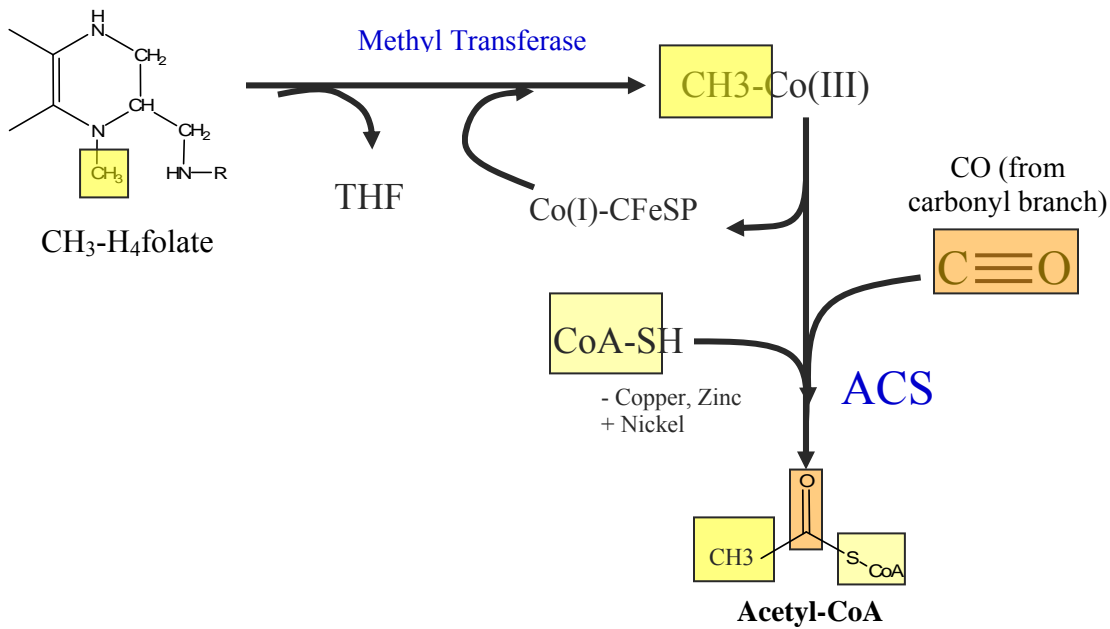 H
N
CH₂
CH
N
CH₂
CH₃
HN—R
CH₃-H₄folate
Methyl Transferase
THF
Co(I)-CFeSP
CH3-Co(III)
CO (from
carbonyl branch)
C≡O
CoA-SH
- Copper, Zinc
+ Nickel
ACS
O
CH3
S
CoA
Acetyl-CoA